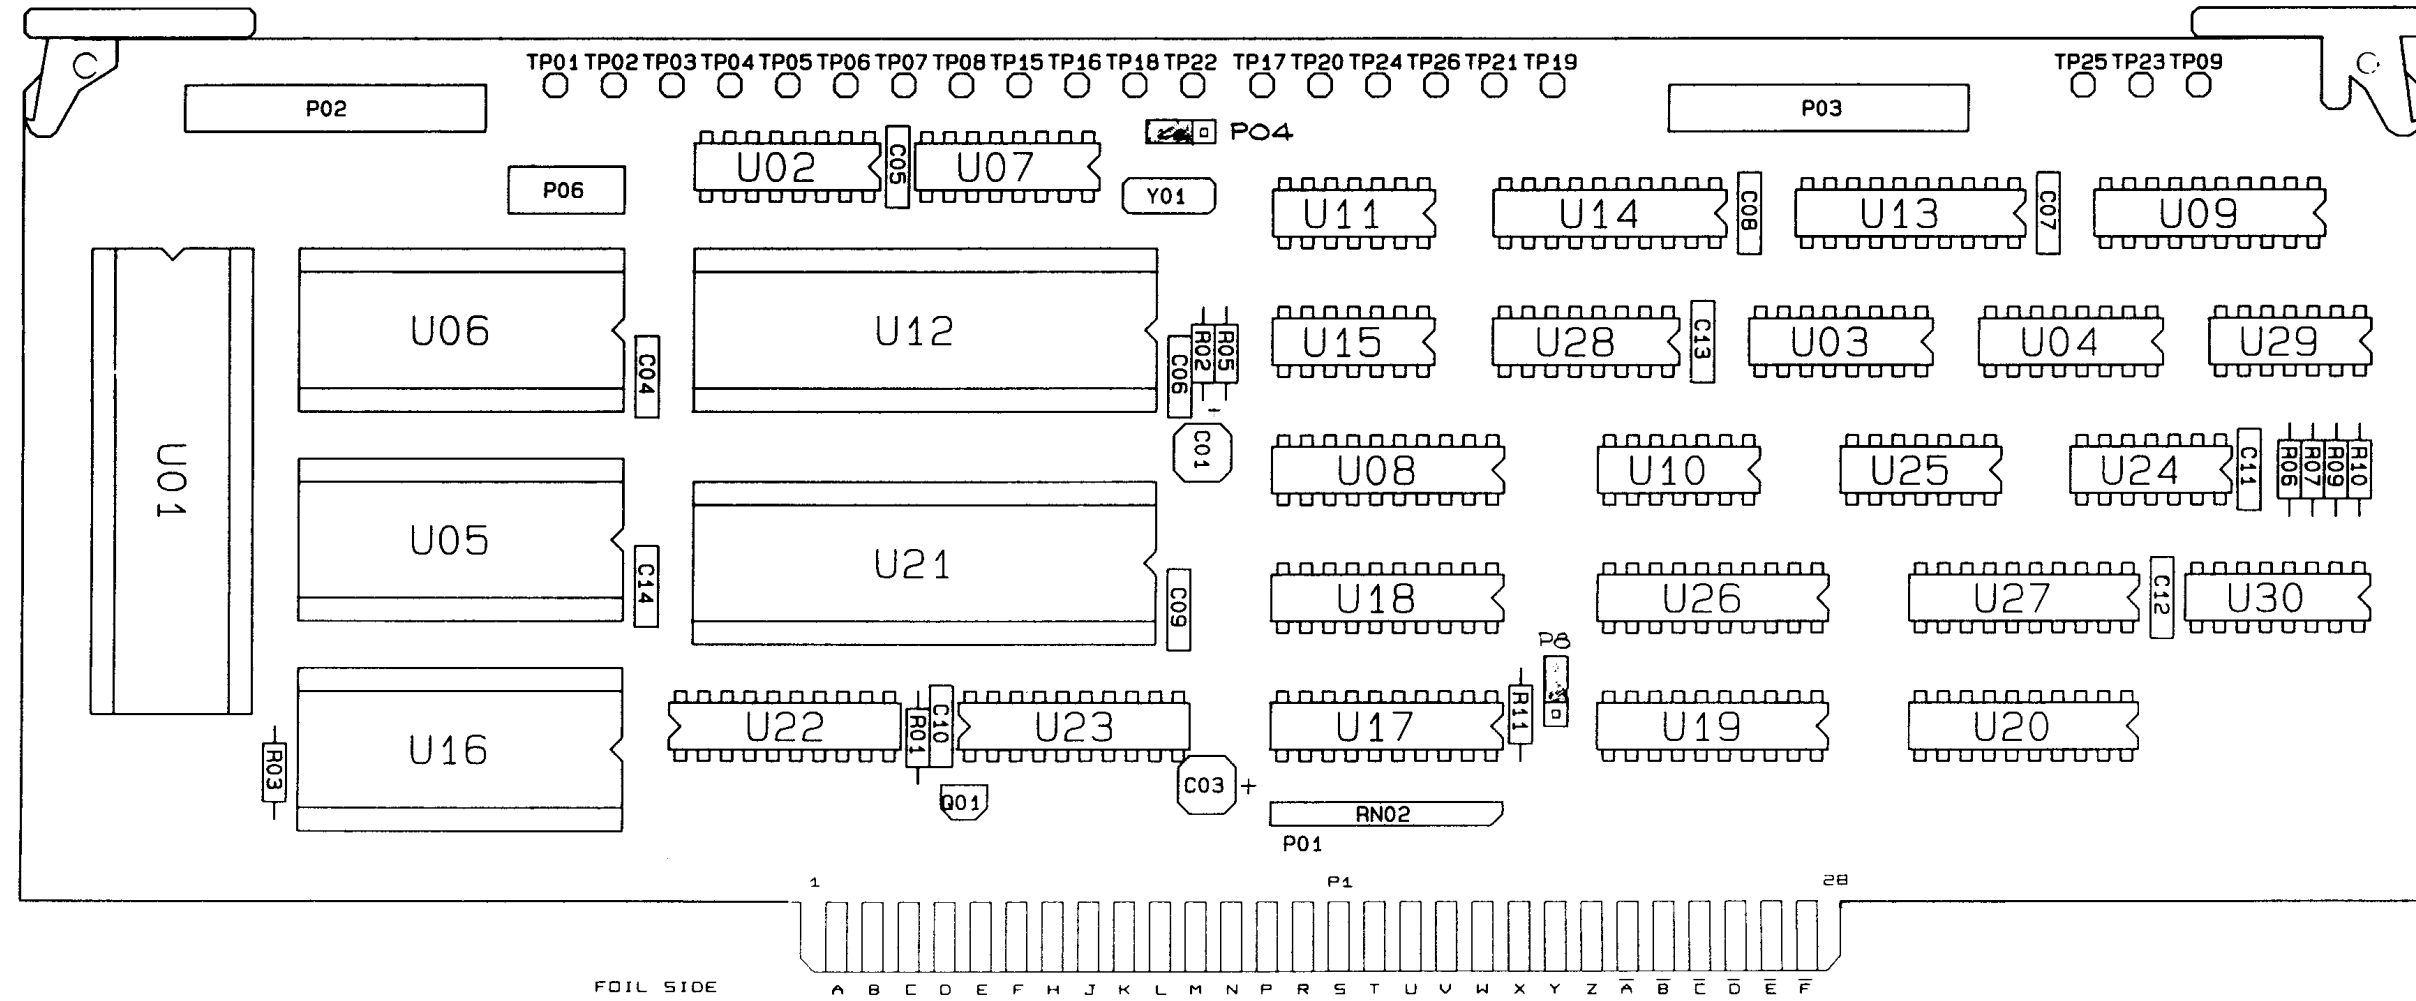 TP01 TP02 TP03 TP04 TP05 TP06 TP07 TP08 TP15 TP16 TP18 TP22 TP17 TP20 TP24 TP26 TP21 TP19 TP25 TP23 TP09
P02 P03
U02 C05 U07 P04
P06 Y01 U11 U14 C08 U13 C07 U09
U06 C04 U12 C06 R02 R05 U15 U28 C13 U03 U04 U29
U01 C01 + U08 U10 U25 U24 C11 R06 R07 R09 R10
U05 C14 U21 C09 U18 U26 U27 C12 U30
P8
R03 U16 U22 R01 C10 U23 U17 R11 U19 U20
Q01 C03 + RN02
P01
1 P1 28
FOIL SIDE A B C D E F H J K L M N P R S T U V W X Y Z A̅ B̅ C̅ D̅ E̅ F̅